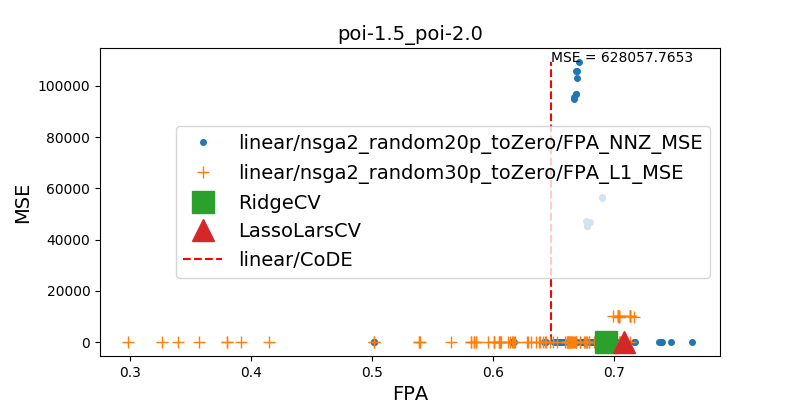 poi-1.5_poi-2.0
MSE = 628057.7653
100000
80000
60000
40000
20000
0
MSE
linear/nsga2_random20p_toZero/FPA_NNZ_MSE
linear/nsga2_random30p_toZero/FPA_L1_MSE
RidgeCV
LassoLarsCV
linear/CoDE
0.3 0.4 0.5 0.6 0.7
FPA